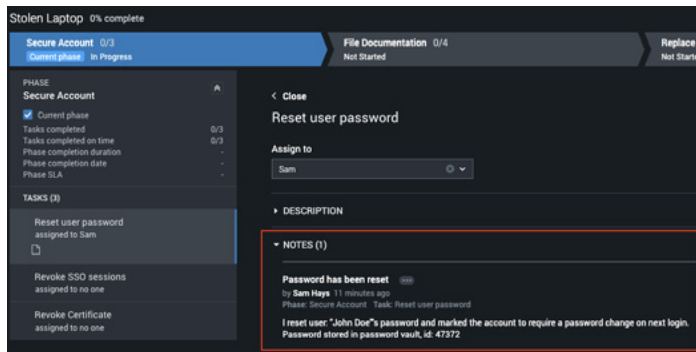 Stolen Laptop 0% complete
Secure Account 0/3
Current phase In Progress
File Documentation 0/4
Not Started
Replace
Not Starte
PHASE
Secure Account
Current phase
Tasks completed 0/3
Tasks completed on time 0/3
Phase completion duration -
Phase completion date -
Phase SLA -
TASKS (3)
Reset user password
assigned to Sam
Revoke SSO sessions
assigned to no one
Revoke Certificate
assigned to no one
< Close
Reset user password
Assign to
Sam
DESCRIPTION
NOTES (1)
Password has been reset
by Sam Hays 11 minutes ago
Phase: Secure Account Task: Reset user password
I reset user: "John Doe"'s password and marked the account to require a password change on next login.
Password stored in password vault, id: 47372